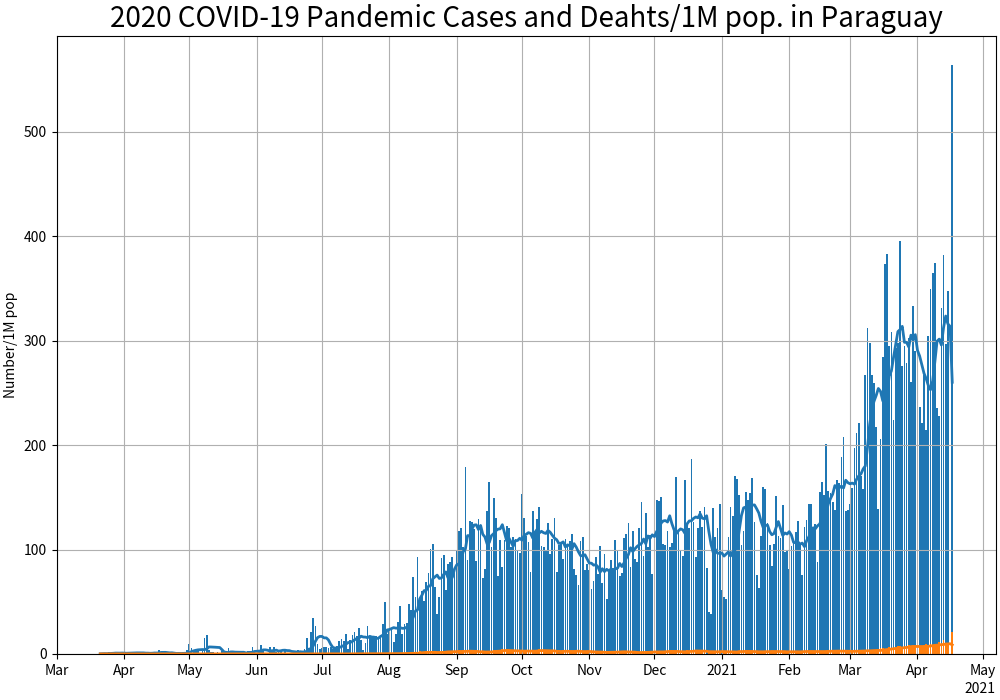 2020 COVID-19 Pandemic Cases and Deahts/1M pop. in Paraguay
Number/1M pop
500
400
300
200
100
0
Mar Apr May Jun Jul Aug Sep Oct Nov Dec 2021 Feb Mar Apr May
2021